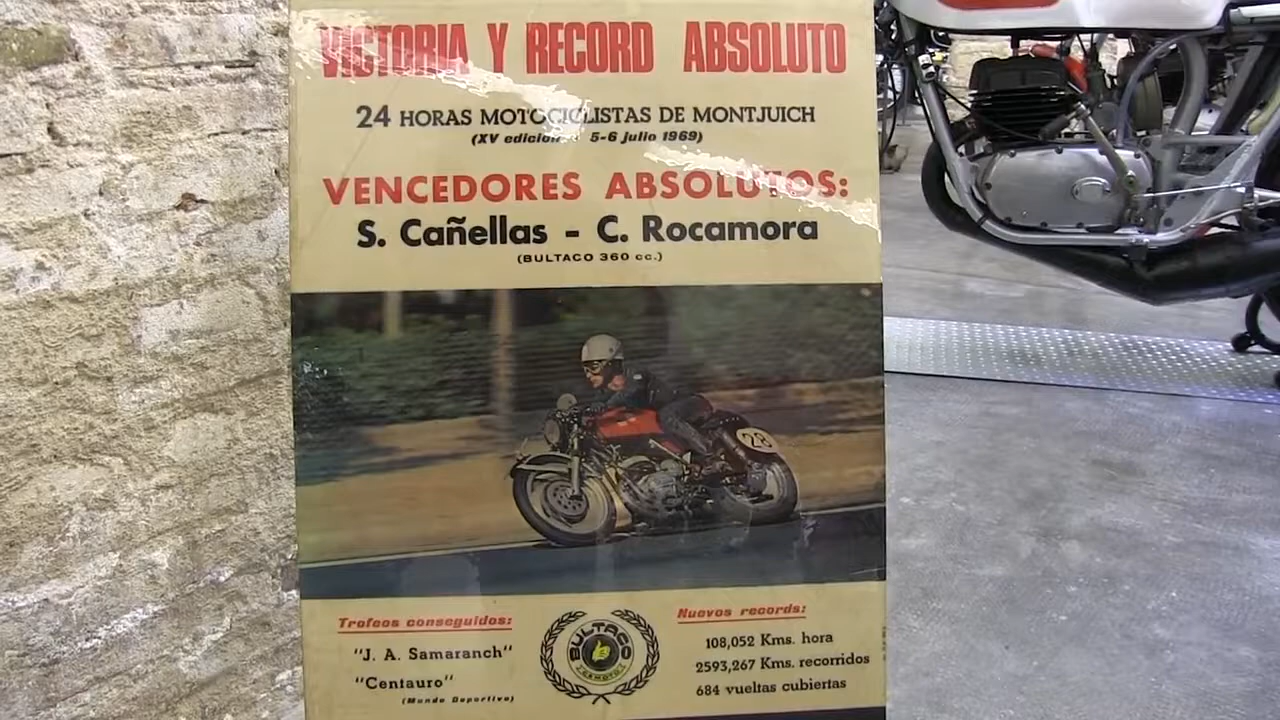 VICTORIA Y RECORD ABSOLUTO
24 HORAS MOTOCICLISTAS DE MONTJUICH
(XV edicion 5-6 julio 1969)
VENCEDORES ABSOLUTOS:
S. Cañellas - C. Rocamora
(BULTACO 360 cc.)
28
Trofeos conseguidos:
"J. A. Samaranch"
"Centauro"
(Mundo Deportivo)
BULTACO
CEMOTO
Nuevos records:
108,052 Kms. hora
2593,267 Kms. recorridos
684 vueltas cubiertas